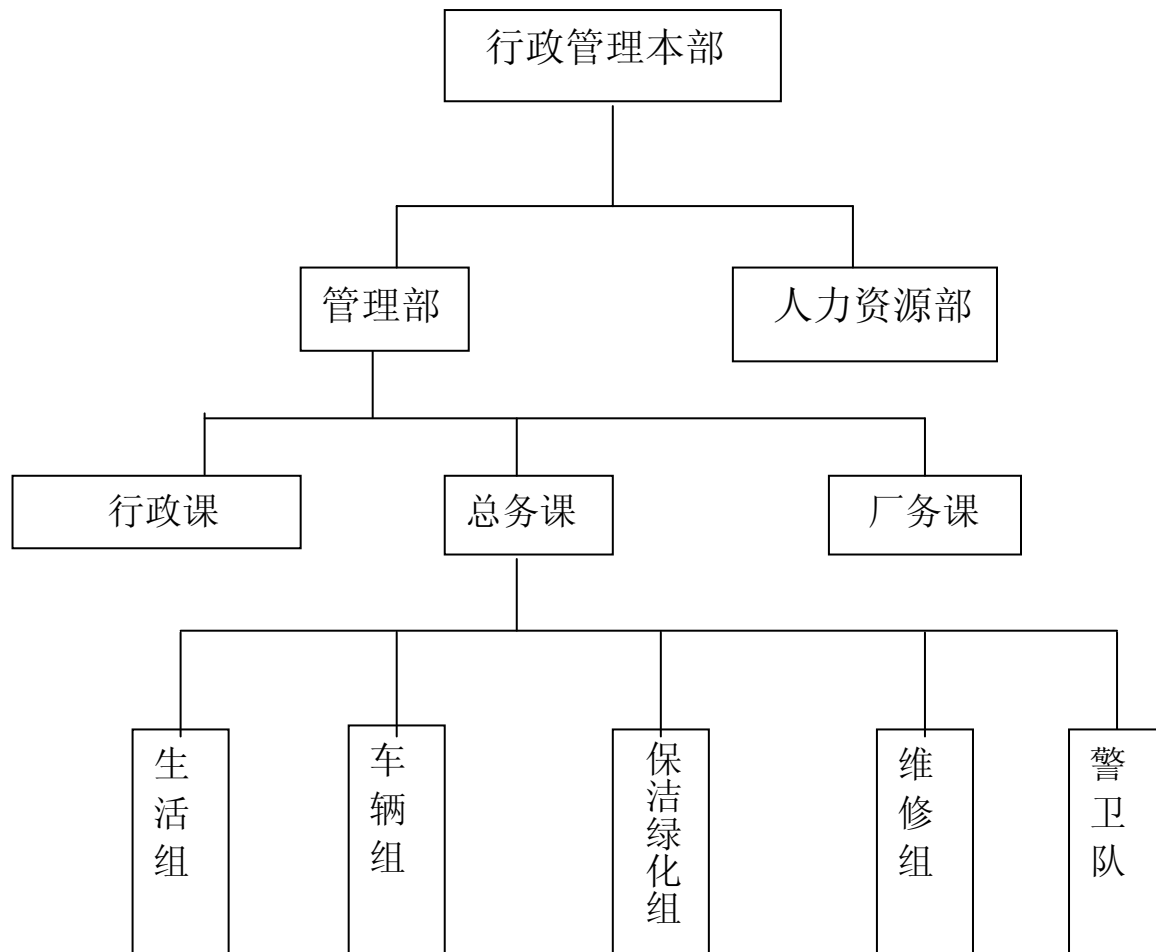 行政管理本部
管理部
人力资源部
行政课
总务课
厂务课
生活组
车辆组
保洁绿化组
维修组
警卫队